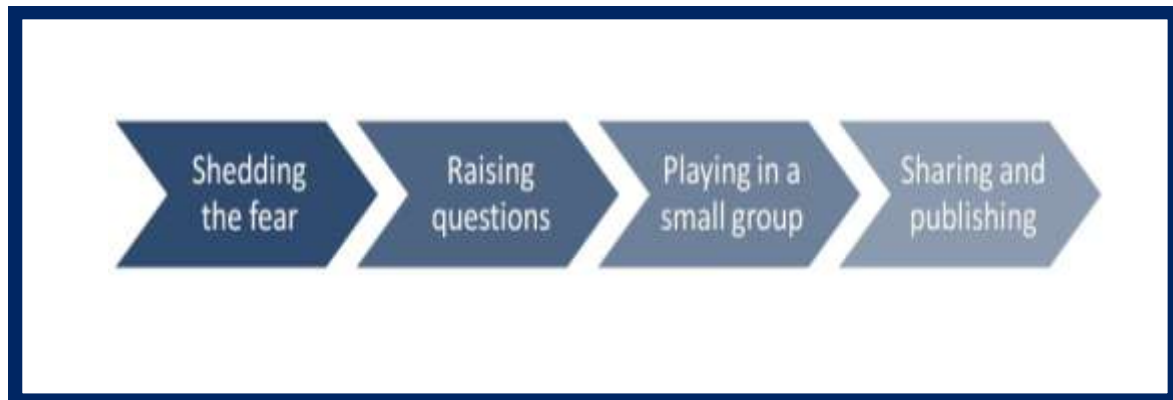 Shedding
the fear
Raising
questions
Playing in a
small group
Sharing and
publishing